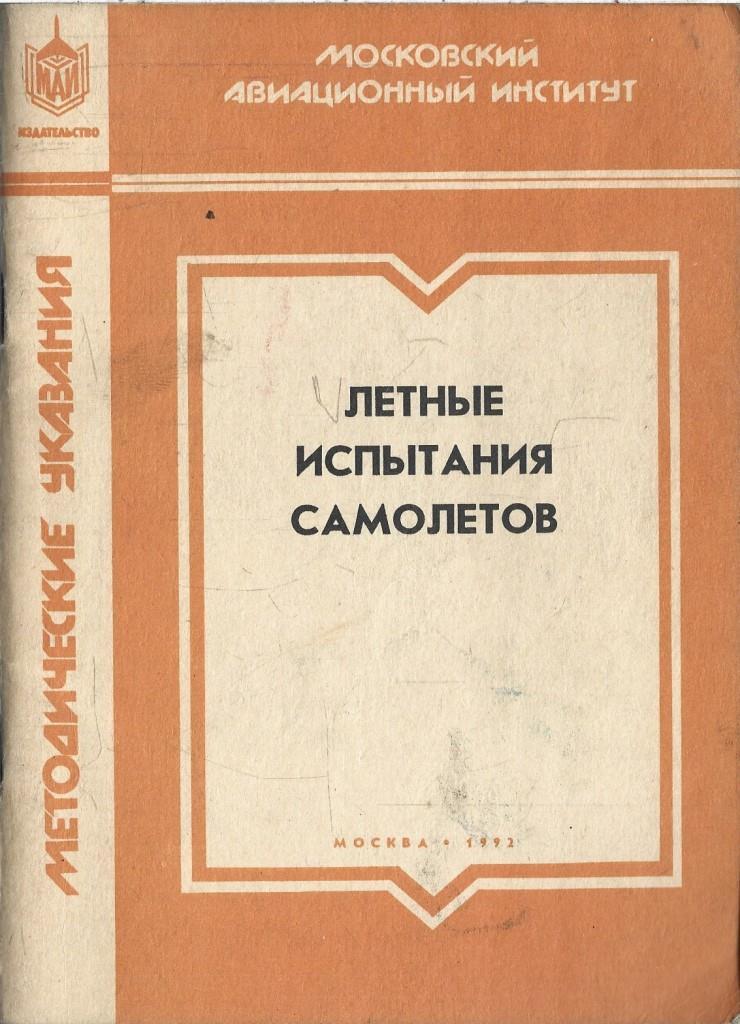 МАИ
ИЗДАТЕЛЬСТВО
МОСКОВСКИЙ
АВИАЦИОННЫЙ ИНСТИТУТ
МЕТОДИЧЕСКИЕ УКАЗАНИЯ
ЛЕТНЫЕ
ИСПЫТАНИЯ
САМОЛЕТОВ
МОСКВА • 1992